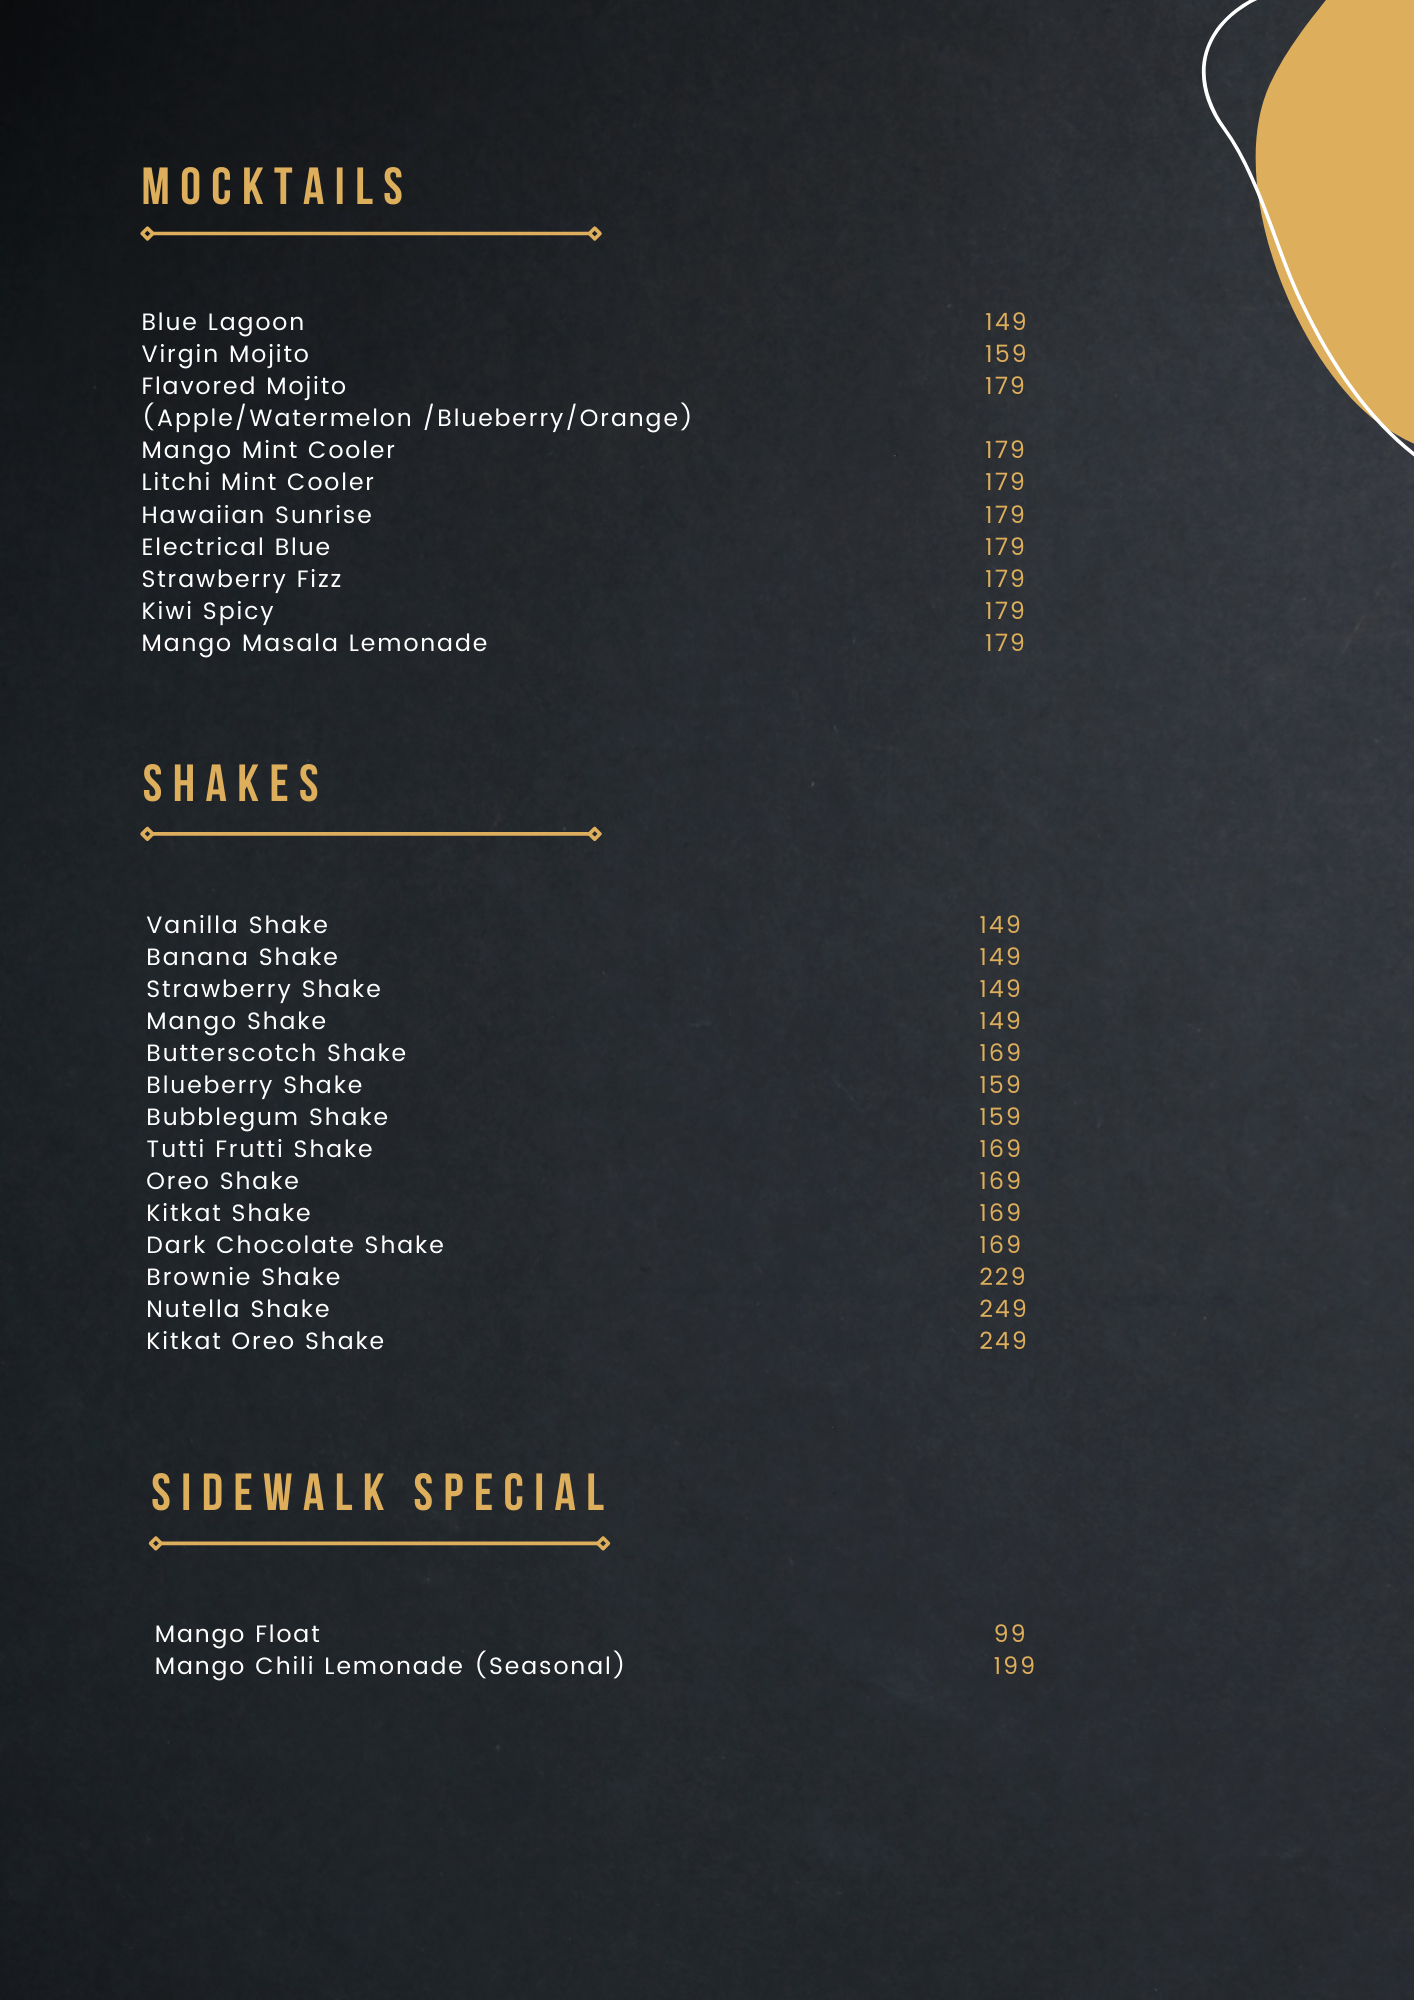 MOCKTAILS
Blue Lagoon 149
Virgin Mojito 159
Flavored Mojito 179
(Apple/Watermelon /Blueberry/Orange)
Mango Mint Cooler 179
Litchi Mint Cooler 179
Hawaiian Sunrise 179
Electrical Blue 179
Strawberry Fizz 179
Kiwi Spicy 179
Mango Masala Lemonade 179
SHAKES
Vanilla Shake 149
Banana Shake 149
Strawberry Shake 149
Mango Shake 149
Butterscotch Shake 169
Blueberry Shake 159
Bubblegum Shake 159
Tutti Frutti Shake 169
Oreo Shake 169
Kitkat Shake 169
Dark Chocolate Shake 169
Brownie Shake 229
Nutella Shake 249
Kitkat Oreo Shake 249
SIDEWALK SPECIAL
Mango Float 99
Mango Chili Lemonade (Seasonal) 199